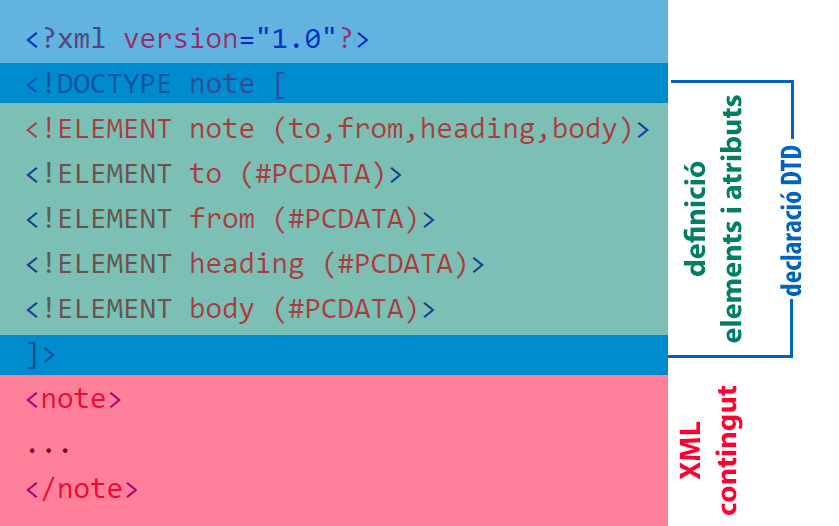 <?xml version="1.0"?>
<!DOCTYPE note [
<!ELEMENT note (to,from,heading,body)>
<!ELEMENT to (#PCDATA)>
<!ELEMENT from (#PCDATA)>
<!ELEMENT heading (#PCDATA)>
<!ELEMENT body (#PCDATA)>
]>
<note>
...
</note>
definició
elements i atributs
declaració DTD
XML
contingut